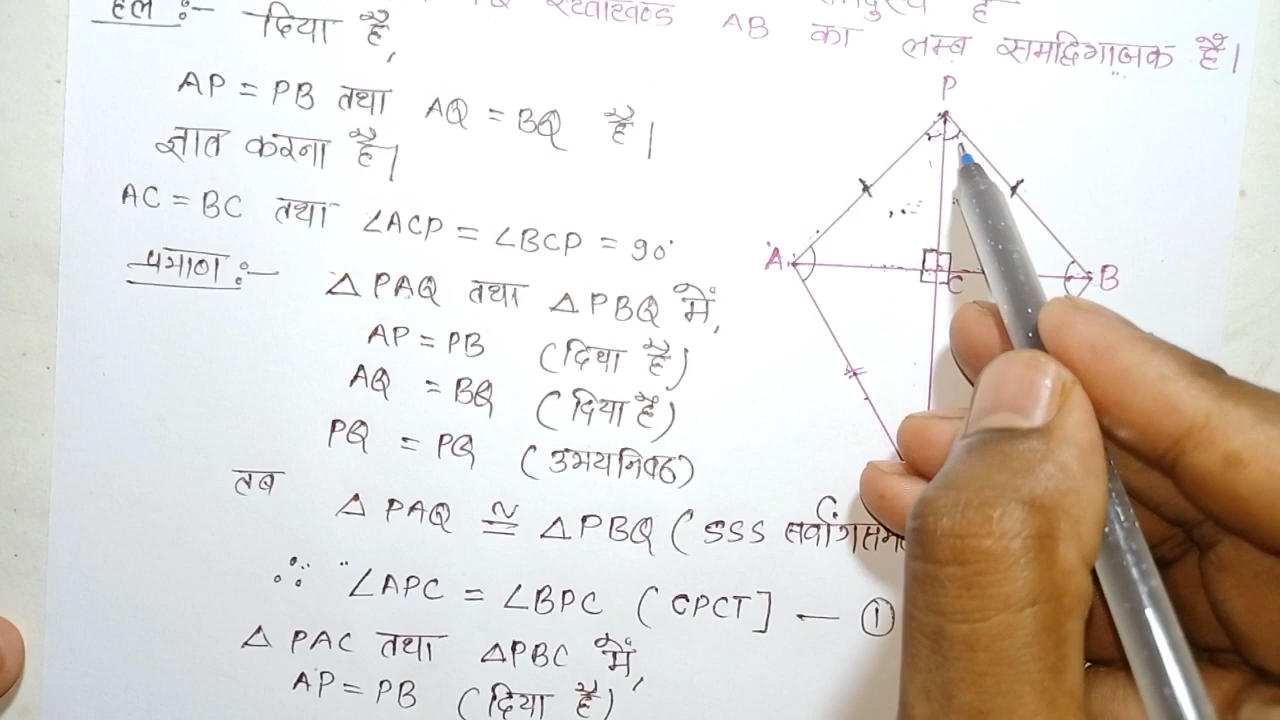 AB का लम्ब समद्विभाजक है।
हल :-
दिया है,
AP = PB तथा AQ = BQ है।
ज्ञात करना है।
AC = BC तथा ∠ACP = ∠BCP = 90°
प्रमाण :-
△ PAQ तथा △ PBQ में,
AP = PB (दिया है)
AQ = BQ (दिया है)
PQ = PQ (उभयनिष्ठ)
तब
△ PAQ ≅ △ PBQ ( SSS
∴ ∠APC = ∠BPC ( CPCT ] — ①
△ PAC तथा △PBC में,
AP = PB (दिया है)
P
A
C
B